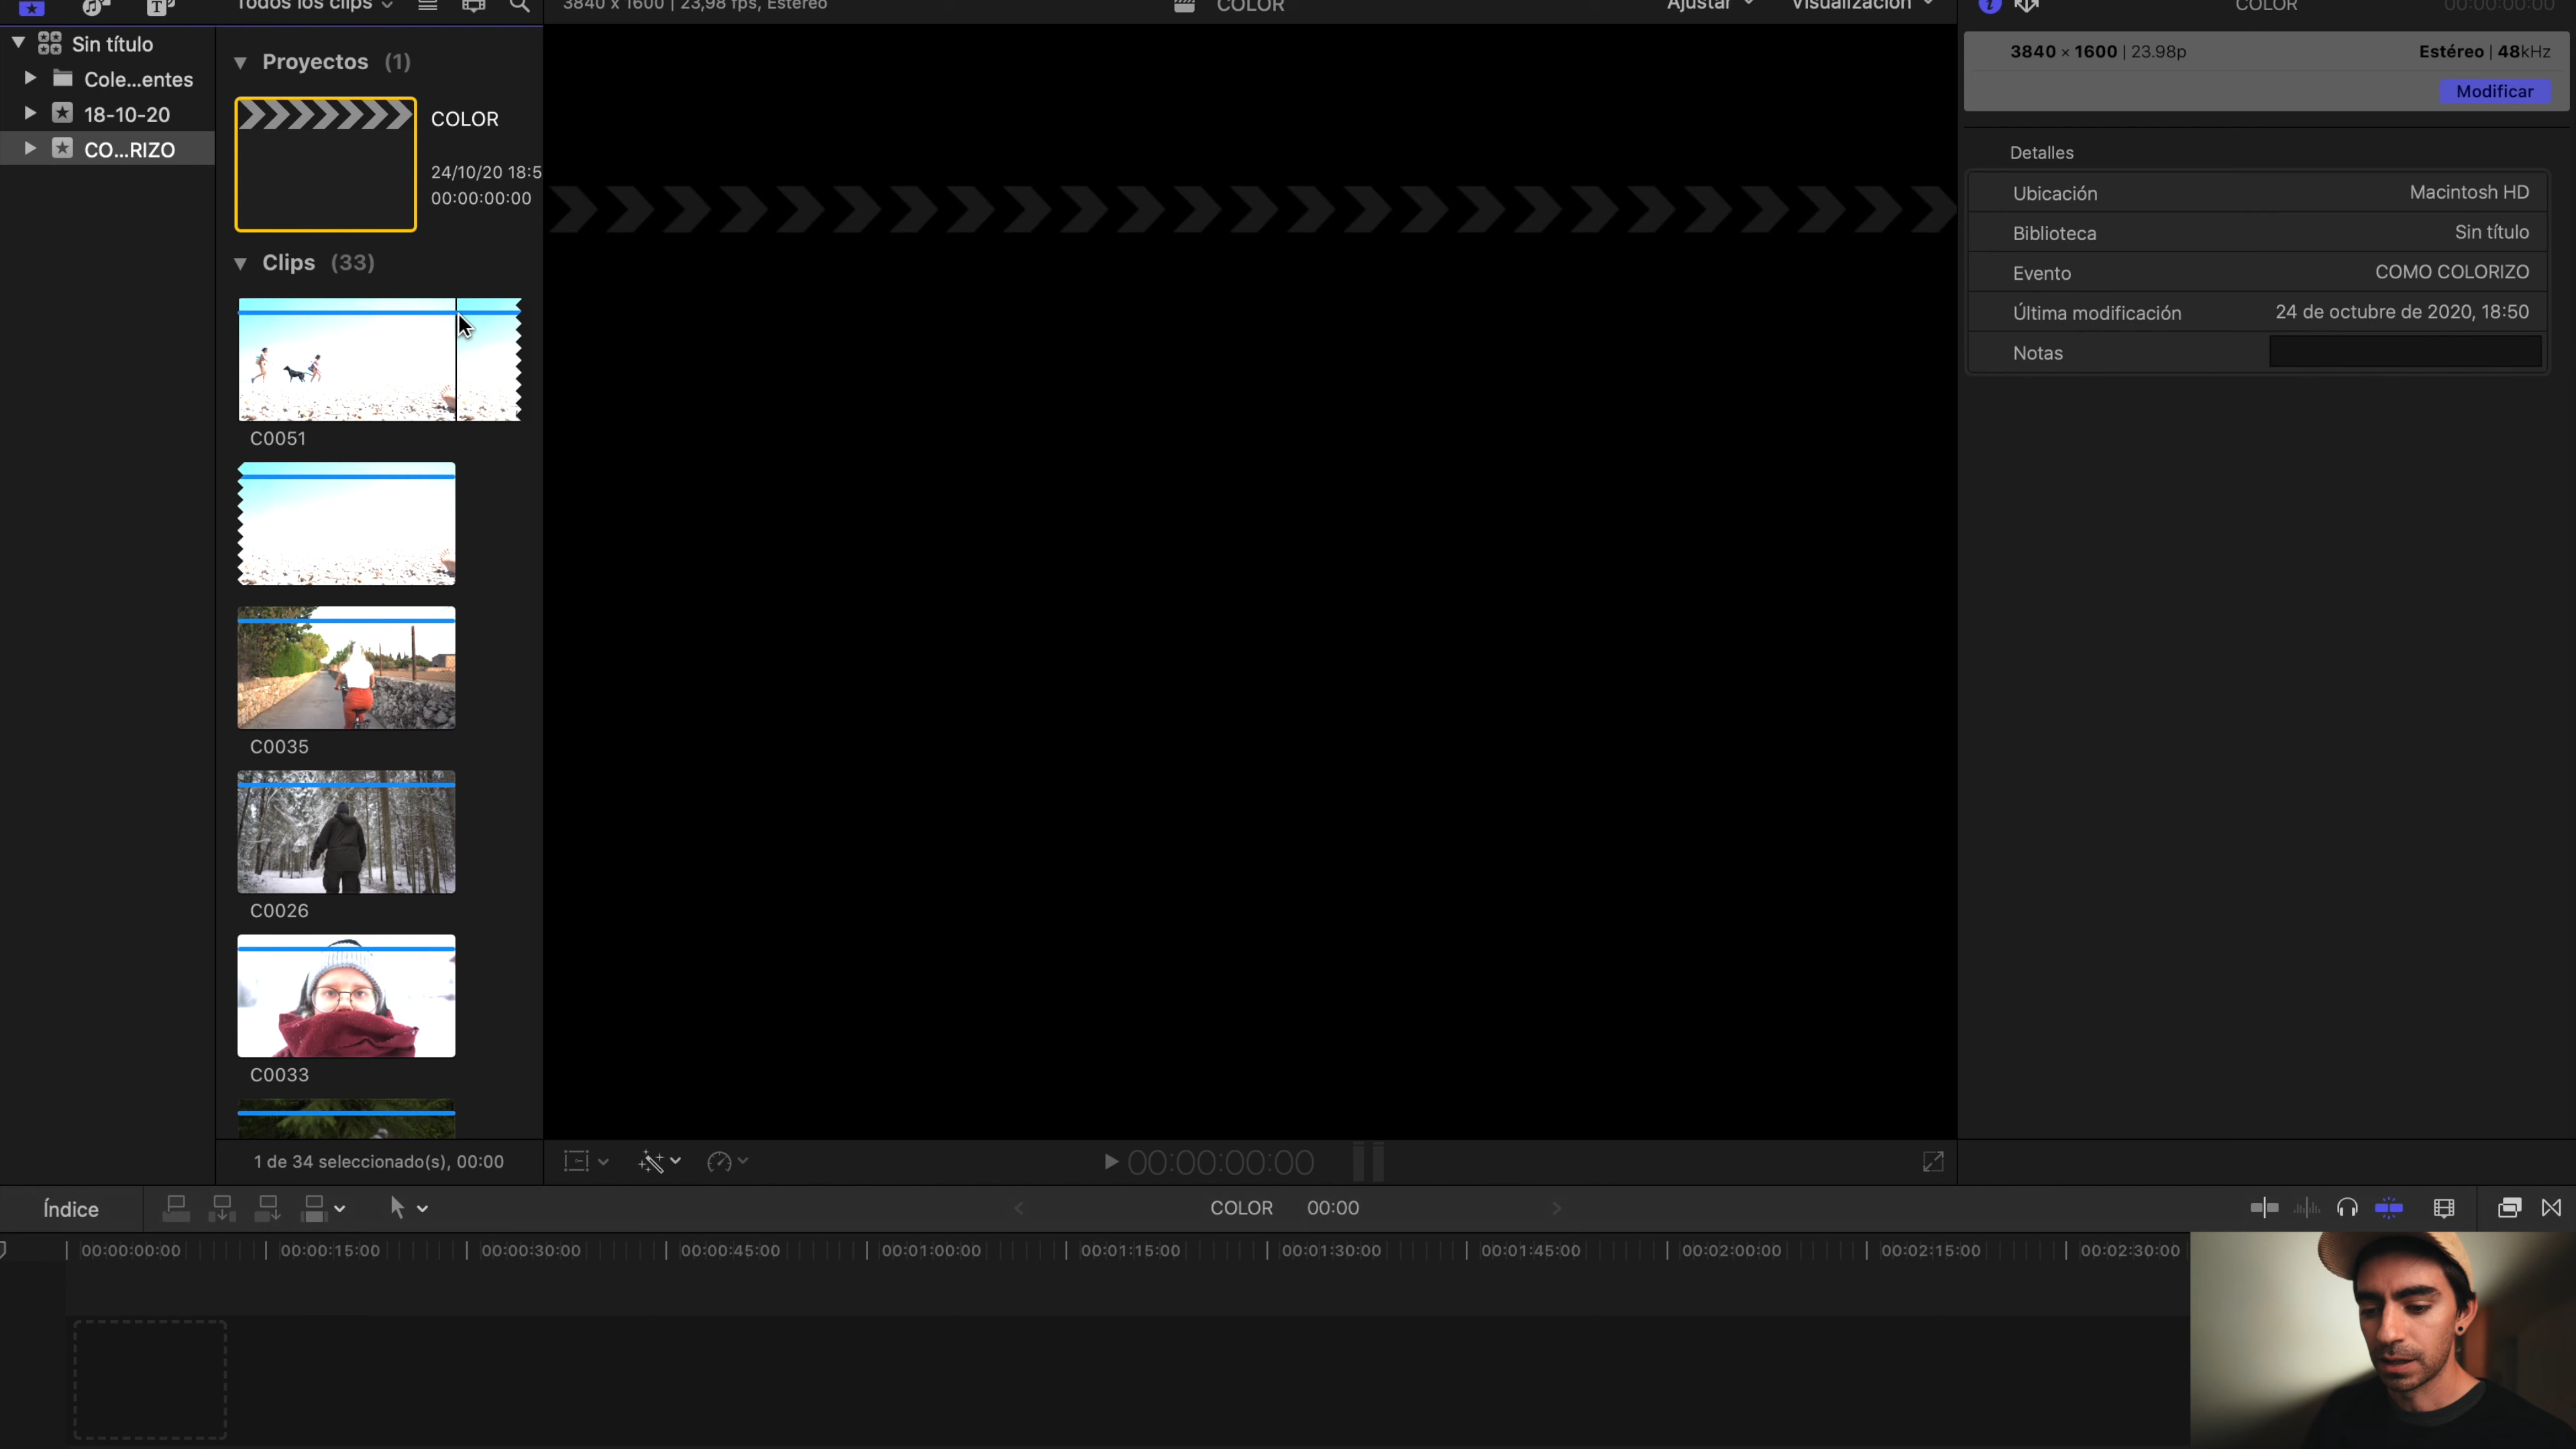 Todos los clips
3840 x 1600 | 23,98 fps, Estéreo
COLOR
Ajustar
Visualización
COLOR
00:00:00:00
Sin título
Cole...entes
18-10-20
CO...RIZO
Proyectos (1)
COLOR
24/10/20 18:5
00:00:00:00
Clips (33)
C0051
C0035
C0026
C0033
1 de 34 seleccionado(s), 00:00
3840 × 1600 | 23.98p
Estéreo | 48kHz
Modificar
Detalles
Ubicación Macintosh HD
Biblioteca Sin título
Evento COMO COLORIZO
Última modificación 24 de octubre de 2020, 18:50
Notas
00:00:00:00
Índice
COLOR 00:00
00:00:00:00 00:00:15:00 00:00:30:00 00:00:45:00 00:01:00:00 00:01:15:00 00:01:30:00 00:01:45:00 00:02:00:00 00:02:15:00 00:02:30:00